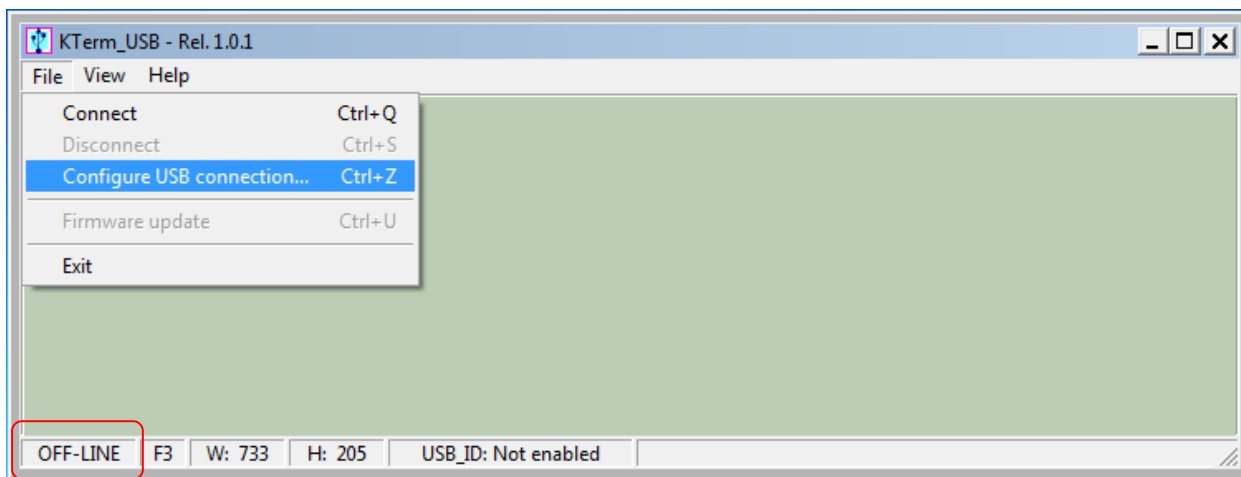 KTerm_USB - Rel. 1.0.1
File View Help
Connect Ctrl+Q
Disconnect Ctrl+S
Configure USB connection... Ctrl+Z
Firmware update Ctrl+U
Exit
OFF-LINE F3 W: 733 H: 205 USB_ID: Not enabled